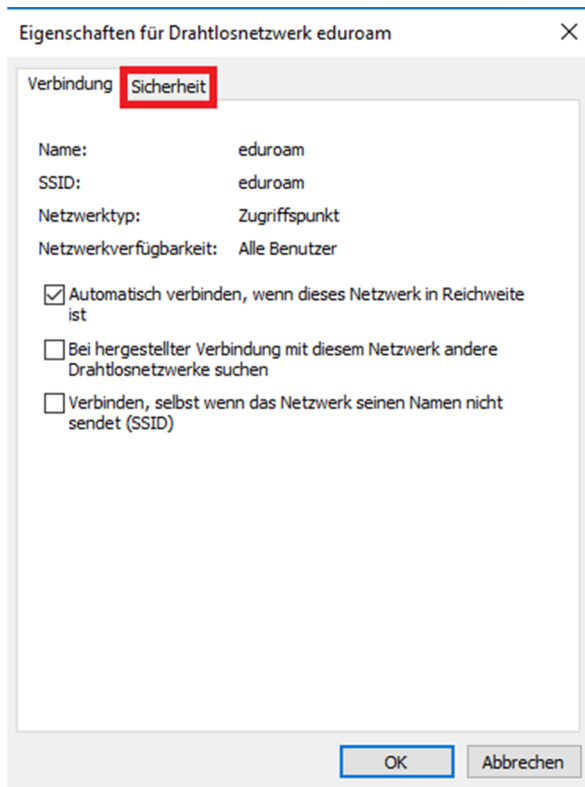 Eigenschaften für Drahtlosnetzwerk eduroam
Verbindung Sicherheit
Name: eduroam
SSID: eduroam
Netzwerktyp: Zugriffspunkt
Netzwerkverfügbarkeit: Alle Benutzer
Automatisch verbinden, wenn dieses Netzwerk in Reichweite
ist
Bei hergestellter Verbindung mit diesem Netzwerk andere
Drahtlosnetzwerke suchen
Verbinden, selbst wenn das Netzwerk seinen Namen nicht
sendet (SSID)
OK Abbrechen